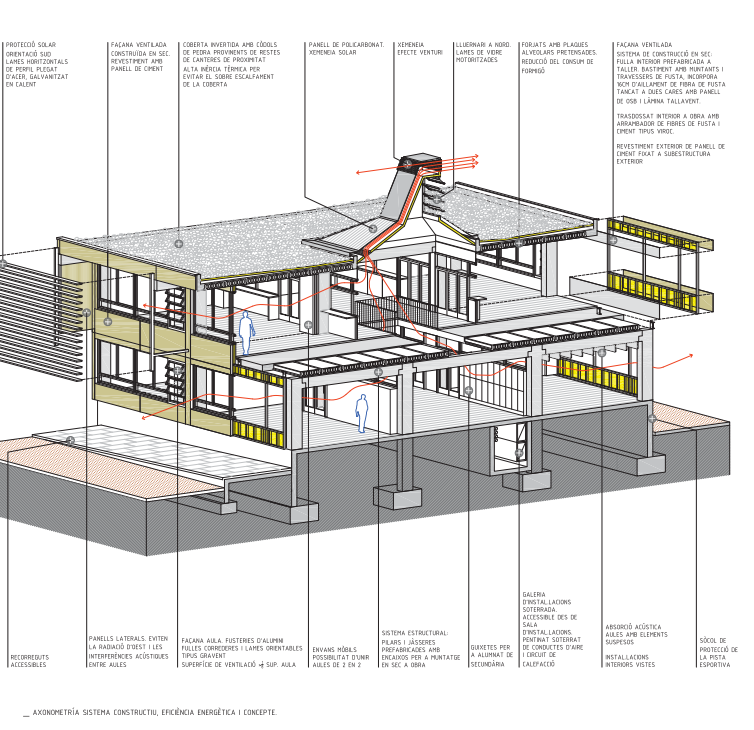 PROTECCIÓ SOLAR
ORIENTACIÓ SUD
LAMES HORITZONTALS
DE PERFIL PLEGAT
D'ACER, GALVANITZAT
EN CALENT
FAÇANA VENTILADA
CONSTRUÏDA EN SEC.
REVESTIMENT AMB
PANELL DE CIMENT
COBERTA INVERTIDA AMB CÒDOLS
DE PEDRA PROVINENTS DE RESTES
DE CANTERES DE PROXIMITAT
ALTA INÈRCIA TÈRMICA PER
EVITAR EL SOBRE ESCALFAMENT
DE LA COBERTA
PANELL DE POLICARBONAT.
XEMENEIA SOLAR
XEMENEIA
EFECTE VENTURI
LLUERNARI A NORD.
LAMES DE VIDRE
MOTORITZADES
FORJATS AMB PLAQUES
ALVEOLARS PRETENSADES.
REDUCCIÓ DEL CONSUM DE
FORMIGÓ
FAÇANA VENTILADA
SISTEMA DE CONSTRUCCIÓ EN SEC:
FULLA INTERIOR PREFABRICADA A
TALLER. BASTIMENT AMB MUNTANTS I
TRAVESSERS DE FUSTA, INCORPORA
16CM D'AILLAMENT DE FIBRA DE FUSTA
TANCAT A DUES CARES AMB PANELL
DE OSB I LÀMINA TALLAVENT.
TRASDOSSAT INTERIOR A OBRA AMB
ARRAMBADOR DE FIBRES DE FUSTA I
CIMENT TIPUS VIROC.
REVESTIMENT EXTERIOR DE PANELL DE
CIMENT FIXAT A SUBESTRUCTURA
EXTERIOR
RECORREGUTS
ACCESSIBLES
PANELLS LATERALS. EVITEN
LA RADIACIÓ D'OEST I LES
INTERFERÈNCIES ACÚSTIQUES
ENTRE AULES
FAÇANA AULA. FUSTERIES D'ALUMINI
FULLES CORREDERES I LAMES ORIENTABLES
TIPUS GRAVENT
SUPERFÍCIE DE VENTILACIÓ SUP. AULA
ENVANS MÒBILS
POSSIBILITAT D'UNIR
AULES DE 2 EN 2
SISTEMA ESTRUCTURAL:
PILARS I JÀSSERES
PREFABRICADES AMB
ENCAIXOS PER A MUNTATGE
EN SEC A OBRA
GUIXETES PER
A ALUMNAT DE
SECUNDÀRIA
GALERIA
D'INSTAL.LACIONS
SOTERRADA.
ACCESSIBLE DES DE
SALA
D'INSTAL.LACIONS.
PENTINAT SOTERRAT
DE CONDUCTES D'AIRE
I CIRCUIT DE
CALEFACCIÓ
ABSORCIÓ ACÚSTICA
AULES AMB ELEMENTS
SUSPESOS
INSTAL.LACIONS
INTERIORS VISTES
SÒCOL DE
PROTECCIÓ DE
LA PISTA
ESPORTIVA
_ AXONOMETRÍA SISTEMA CONSTRUCTIU, EFICIÈNCIA ENERGÈTICA I CONCEPTE.